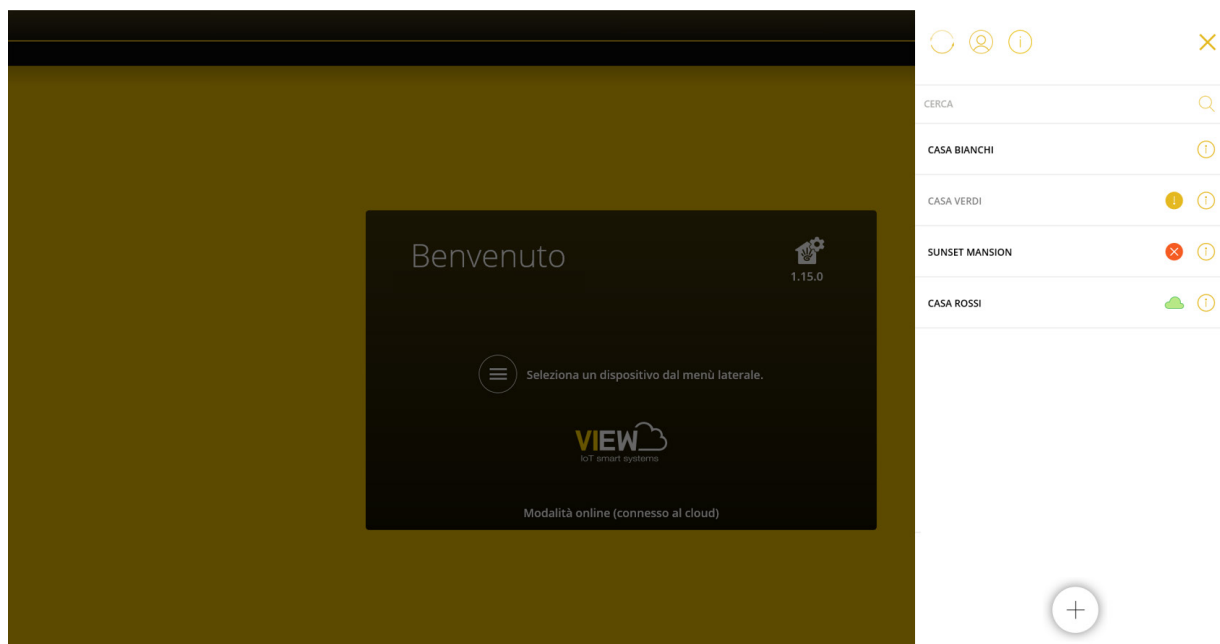 CERCA
CASA BIANCHI
CASA VERDI
SUNSET MANSION
CASA ROSSI
Benvenuto
1.15.0
Seleziona un dispositivo dal menù laterale.
VIEW
IoT smart systems
Modalità online (connesso al cloud)